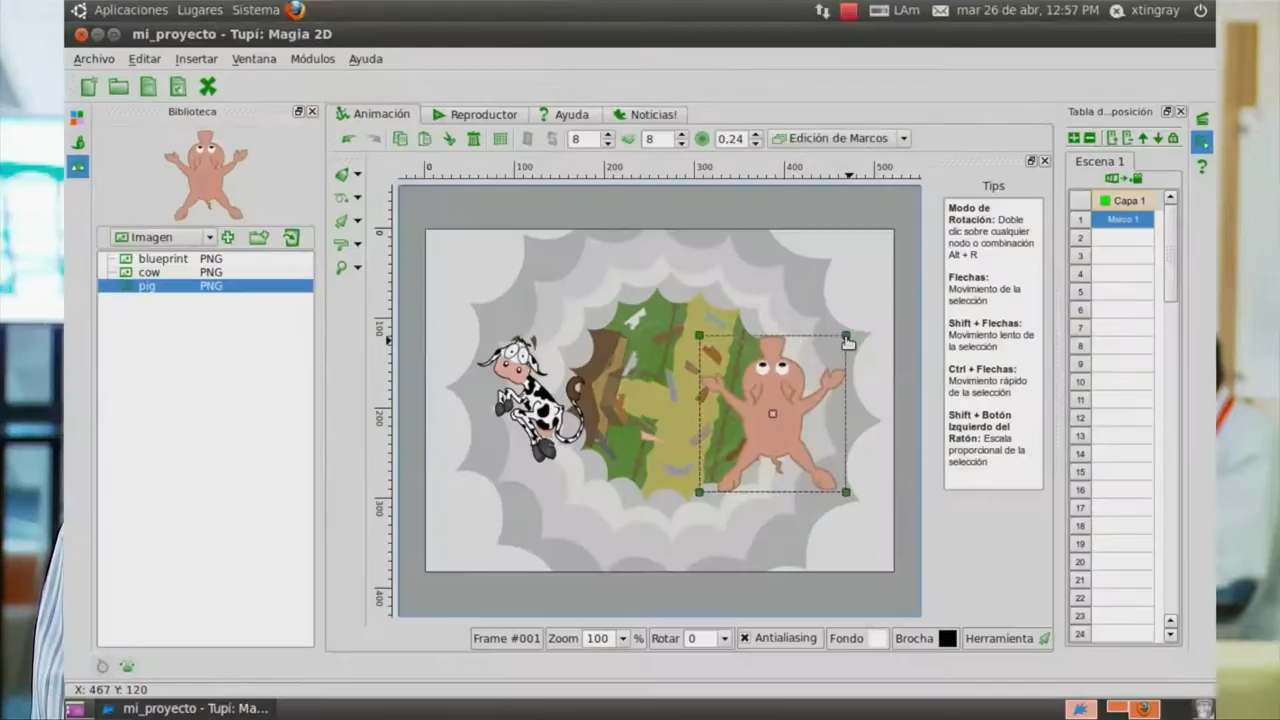 Aplicaciones Lugares Sistema
LAm mar 26 de abr, 12:57 PM xtingray
mi_proyecto - Tupí: Magia 2D
Archivo Editar Insertar Ventana Módulos Ayuda
Biblioteca
Animación Reproductor Ayuda Noticias!
Tabla d...posición
8 8 0,24 Edición de Marcos
0 100 200 300 400 500
Escena 1
Tips
Capa 1
Marco 1
Modo de
Rotación: Doble
clic sobre cualquier
nodo o combinación
Alt + R
Flechas:
Movimiento de la
selección
Shift + Flechas:
Movimiento lento de
la selección
Ctrl + Flechas:
Movimiento rápido
de la selección
Shift + Botón
Izquierdo del
Ratón: Escala
proporcional de la
selección
Imagen
blueprint PNG
cow PNG
pig PNG
0
100
200
300
400
1
2
3
4
5
6
7
8
9
10
11
12
13
14
15
16
17
18
19
20
21
22
23
24
Frame #001 Zoom 100 % Rotar 0 Antialiasing Fondo Brocha Herramienta
X: 467 Y: 120
mi_proyecto - Tupí: Ma...